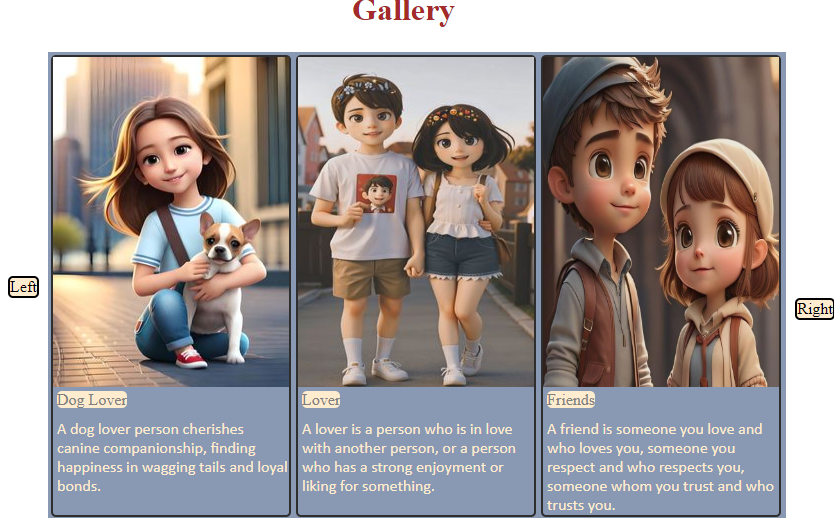 Gallery
Left
Right
Dog Lover
A dog lover person cherishes
canine companionship, finding
happiness in wagging tails and loyal
bonds.
Lover
A lover is a person who is in love
with another person, or a person
who has a strong enjoyment or
liking for something.
Friends
A friend is someone you love and
who loves you, someone you
respect and who respects you,
someone whom you trust and who
trusts you.